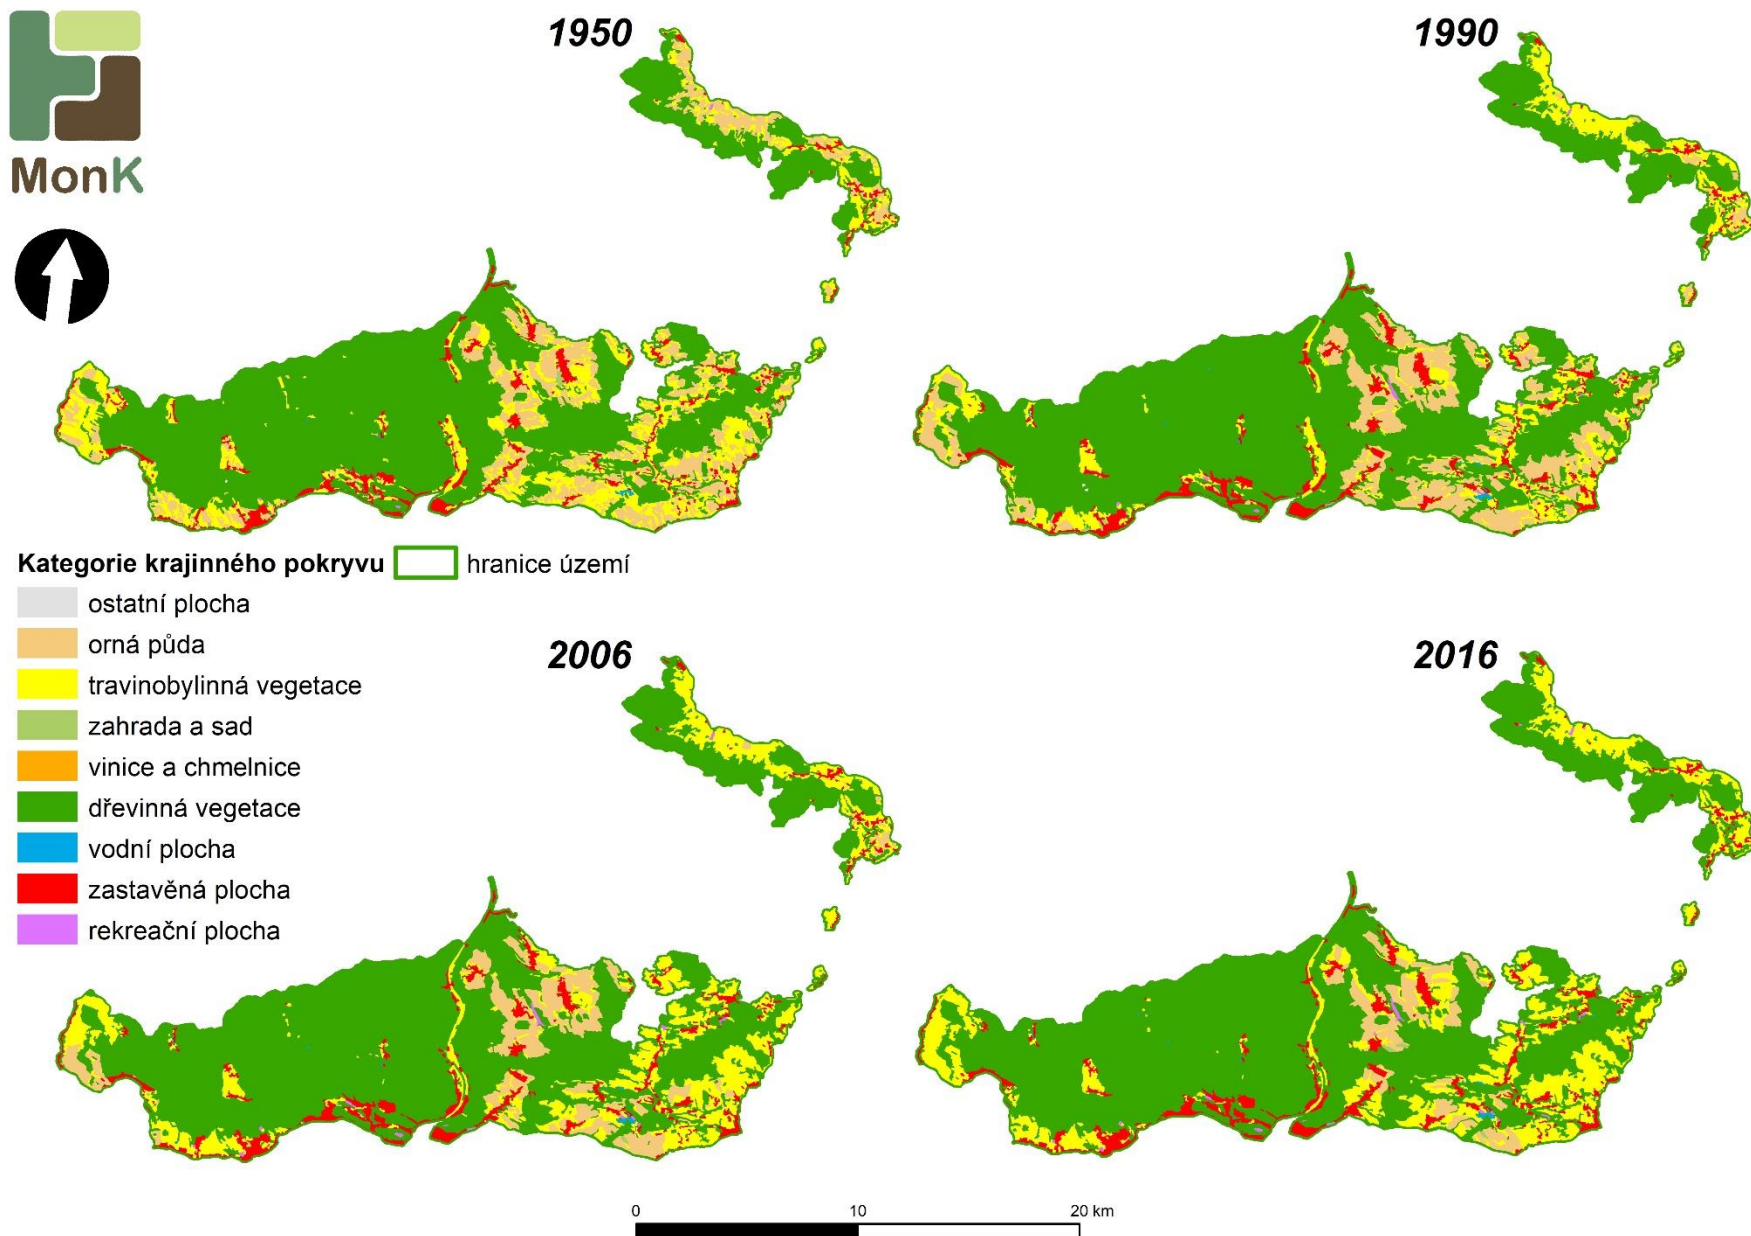 MonK
1950
1990
Kategorie krajinného pokryvu
hranice území
ostatní plocha
orná půda
travinobylinná vegetace
zahrada a sad
vinice a chmelnice
dřevinná vegetace
vodní plocha
zastavěná plocha
rekreační plocha
2006
2016
0 10 20 km